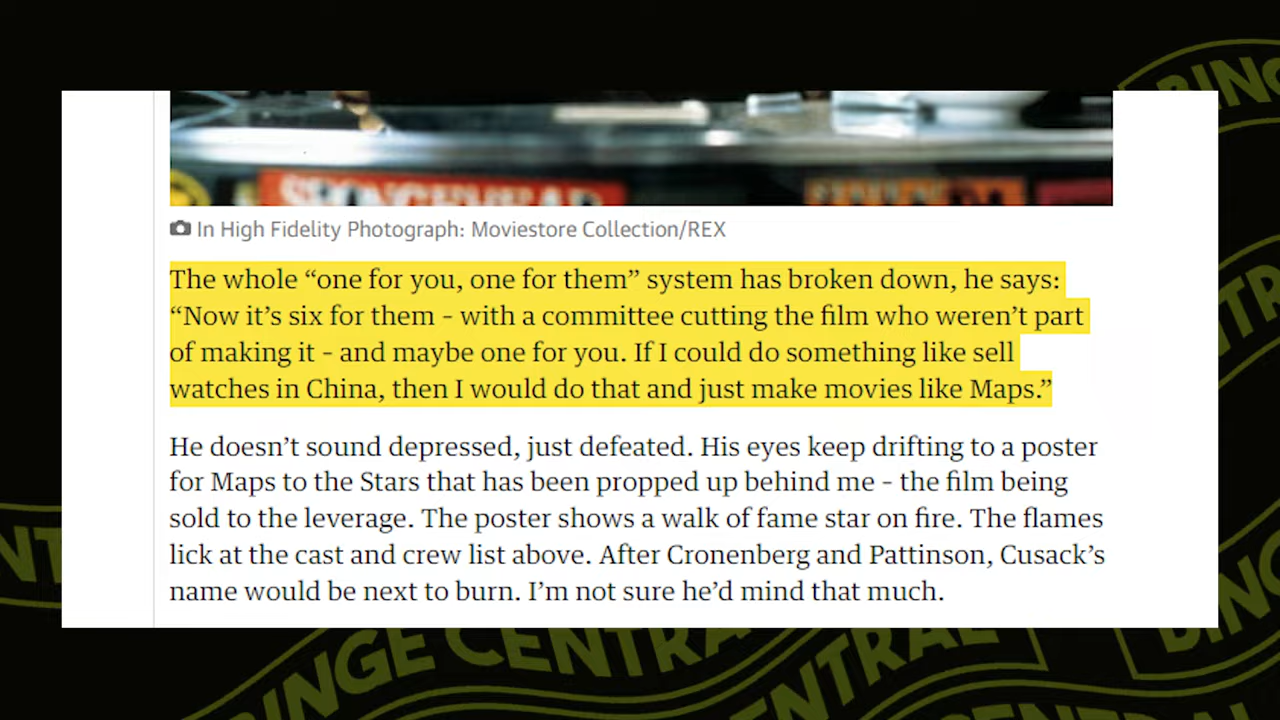 BINGE
In High Fidelity Photograph: Moviestore Collection/REX
The whole “one for you, one for them” system has broken down, he says:
“Now it’s six for them – with a committee cutting the film who weren’t part
of making it – and maybe one for you. If I could do something like sell
watches in China, then I would do that and just make movies like Maps.”
He doesn’t sound depressed, just defeated. His eyes keep drifting to a poster
for Maps to the Stars that has been propped up behind me – the film being
sold to the leverage. The poster shows a walk of fame star on fire. The flames
lick at the cast and crew list above. After Cronenberg and Pattinson, Cusack’s
name would be next to burn. I’m not sure he’d mind that much.
BINGE CENTRAL